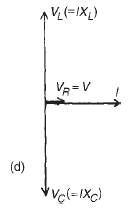 V_L(=IX_L)
V_R = V
I
(d)
V_C(=IX_C)